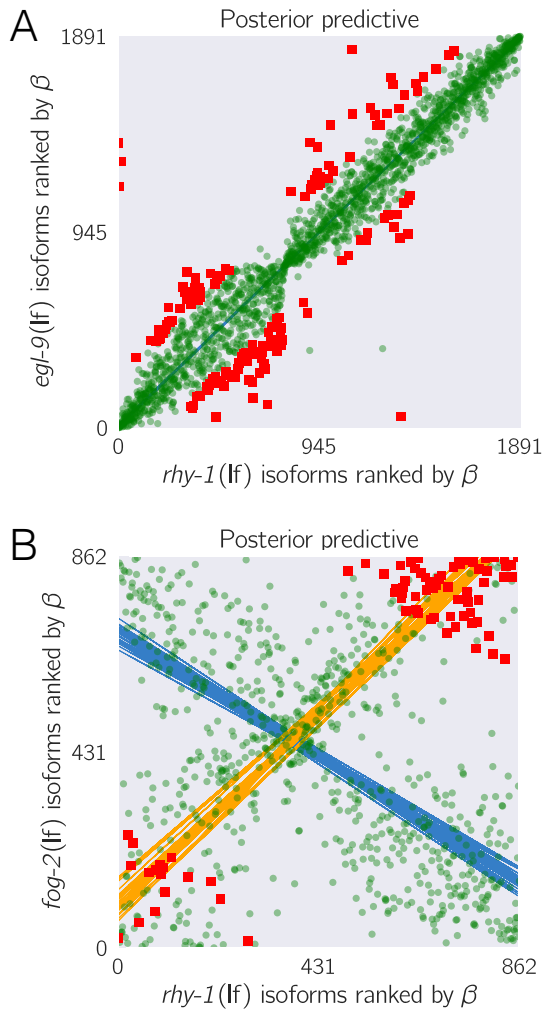 A
Posterior predictive
1891
945
0
egl-9(lf) isoforms ranked by β
0 945 1891
rhy-1(lf) isoforms ranked by β
B
Posterior predictive
862
431
0
fog-2(lf) isoforms ranked by β
0 431 862
rhy-1(lf) isoforms ranked by β